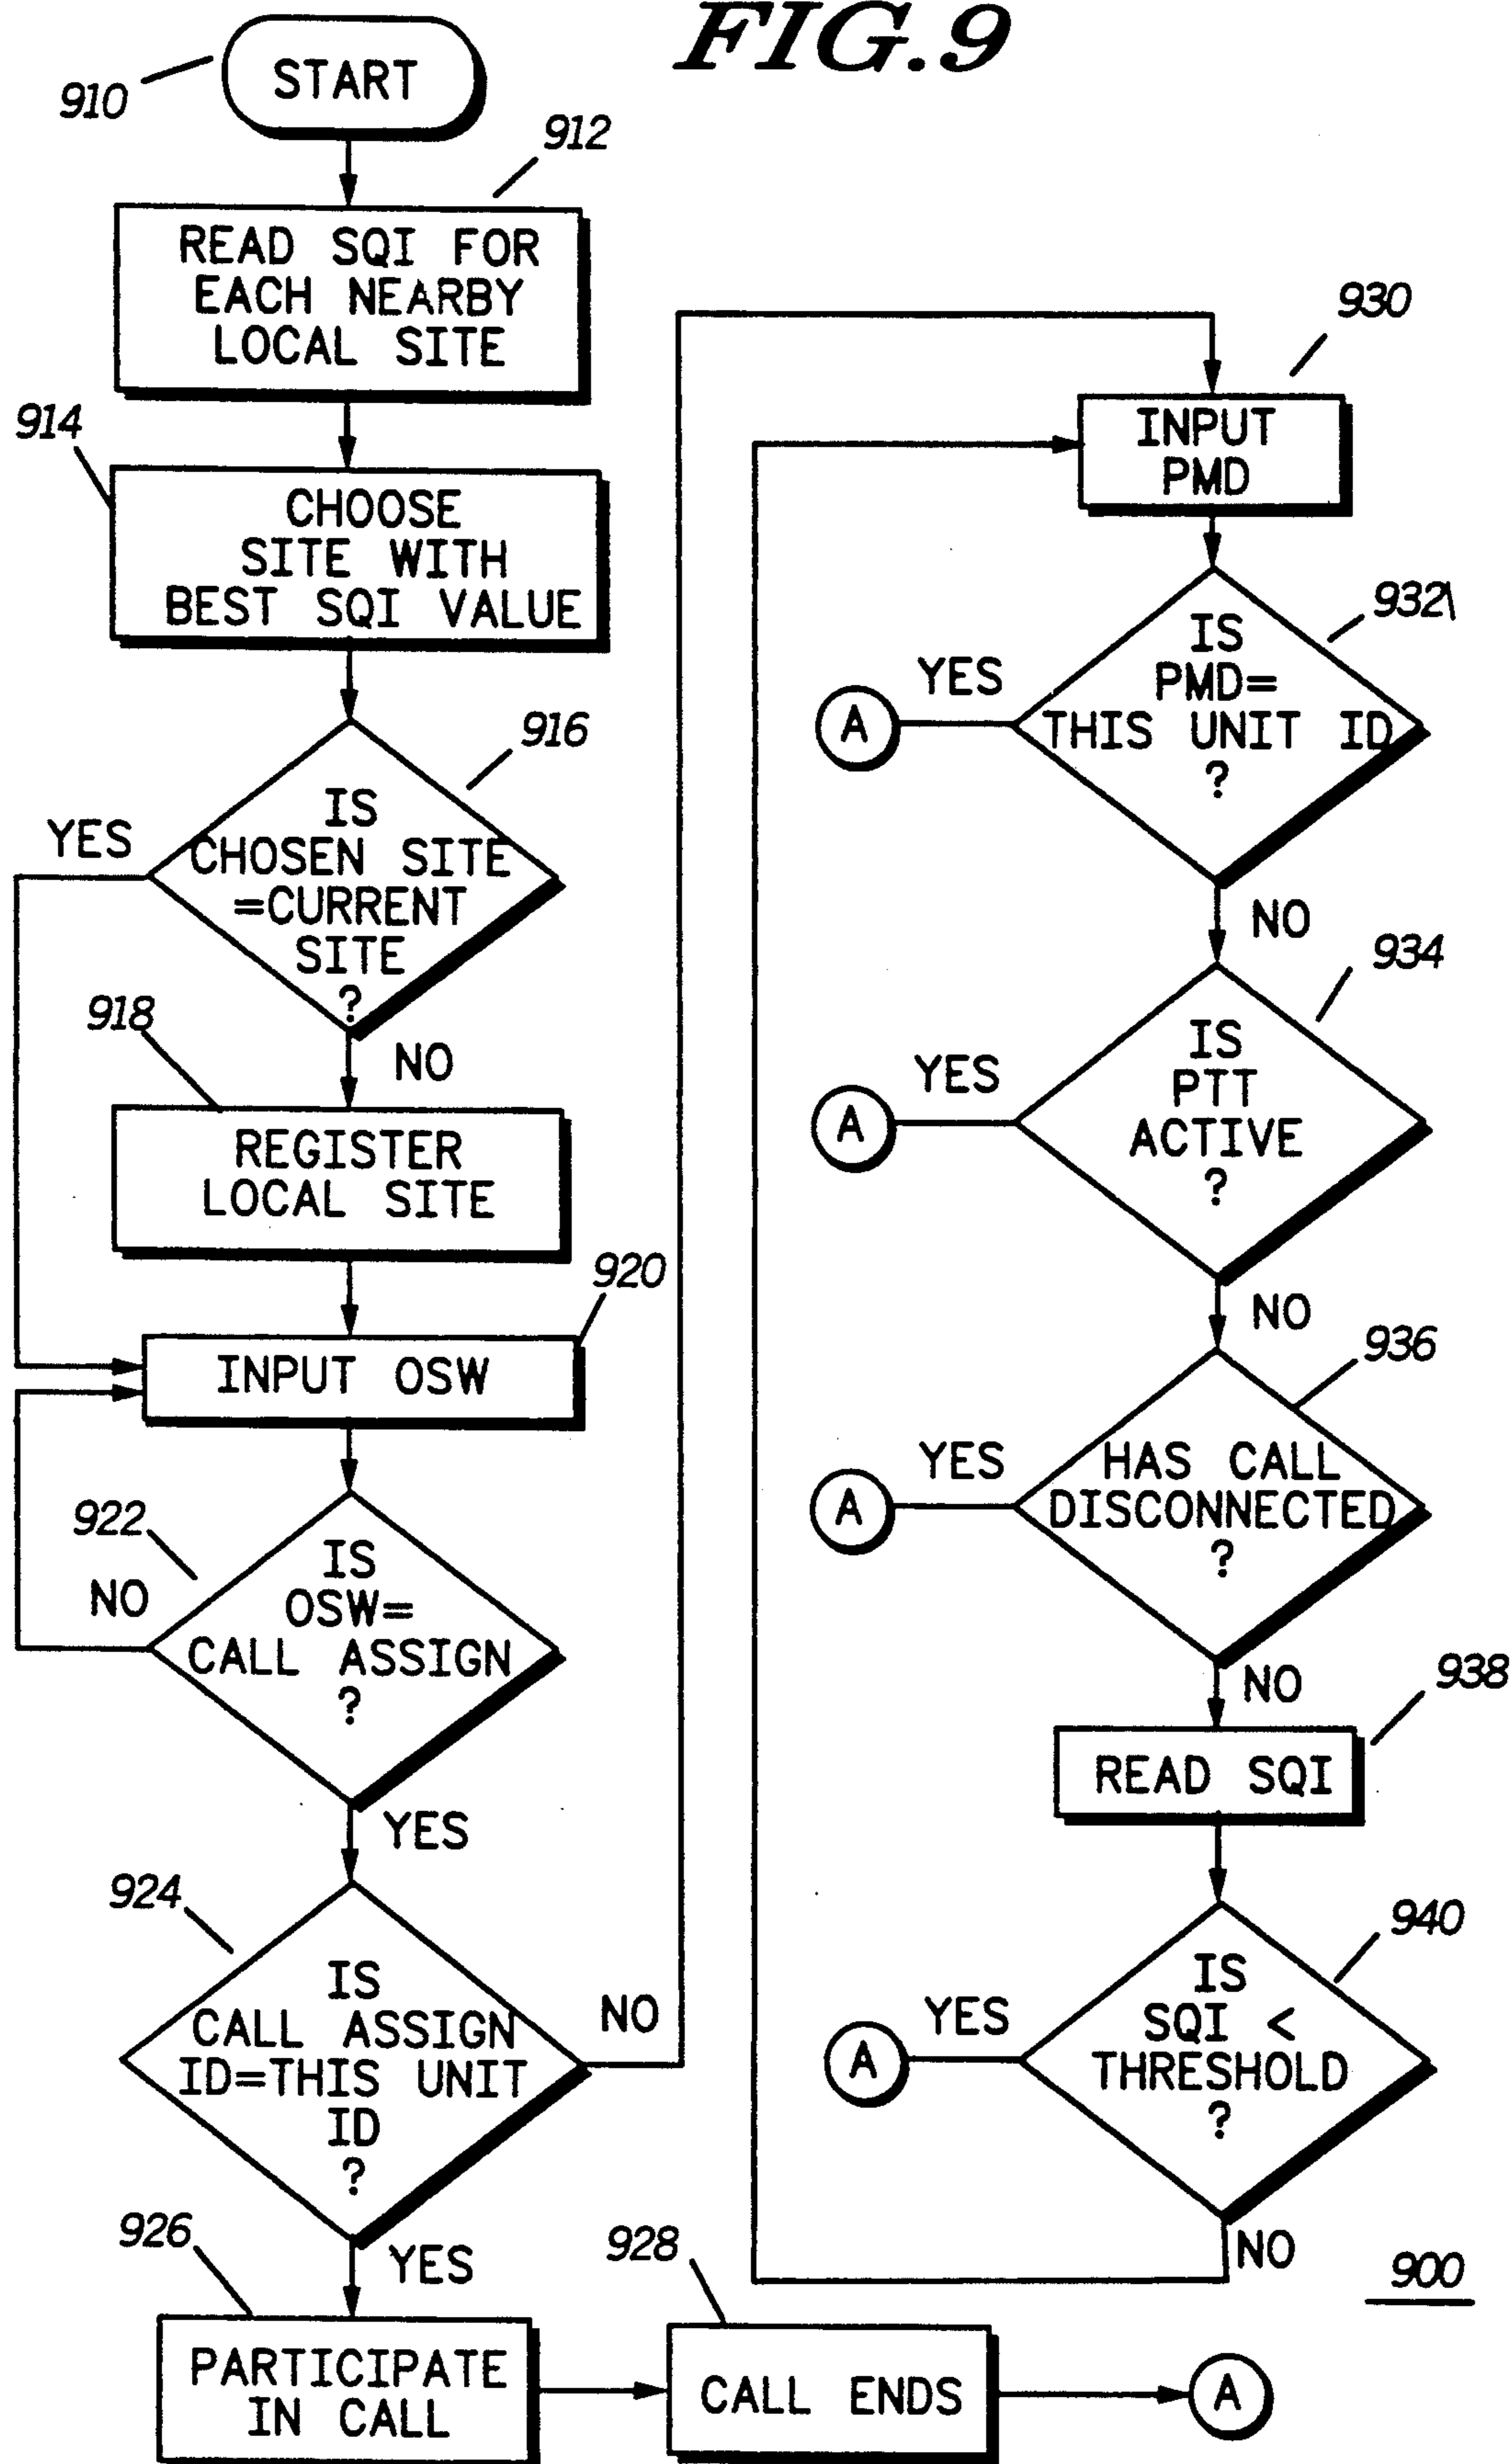 FIG.9
910
START
912
READ SQI FOR
EACH NEARBY
LOCAL SITE
914
CHOOSE
SITE WITH
BEST SQI VALUE
916
IS
CHOSEN SITE
=CURRENT
SITE
?
YES
NO
918
REGISTER
LOCAL SITE
920
INPUT OSW
922
IS
OSW=
CALL ASSIGN
?
NO
YES
924
IS
CALL ASSIGN
ID=THIS UNIT
ID
?
NO
YES
926
PARTICIPATE
IN CALL
928
CALL ENDS
A
930
INPUT
PMD
932
IS
PMD=
THIS UNIT ID
?
YES
A
NO
934
IS
PTT
ACTIVE
?
YES
A
NO
936
HAS CALL
DISCONNECTED
?
YES
A
NO
938
READ SQI
940
IS
SQI <
THRESHOLD
?
YES
A
NO
900